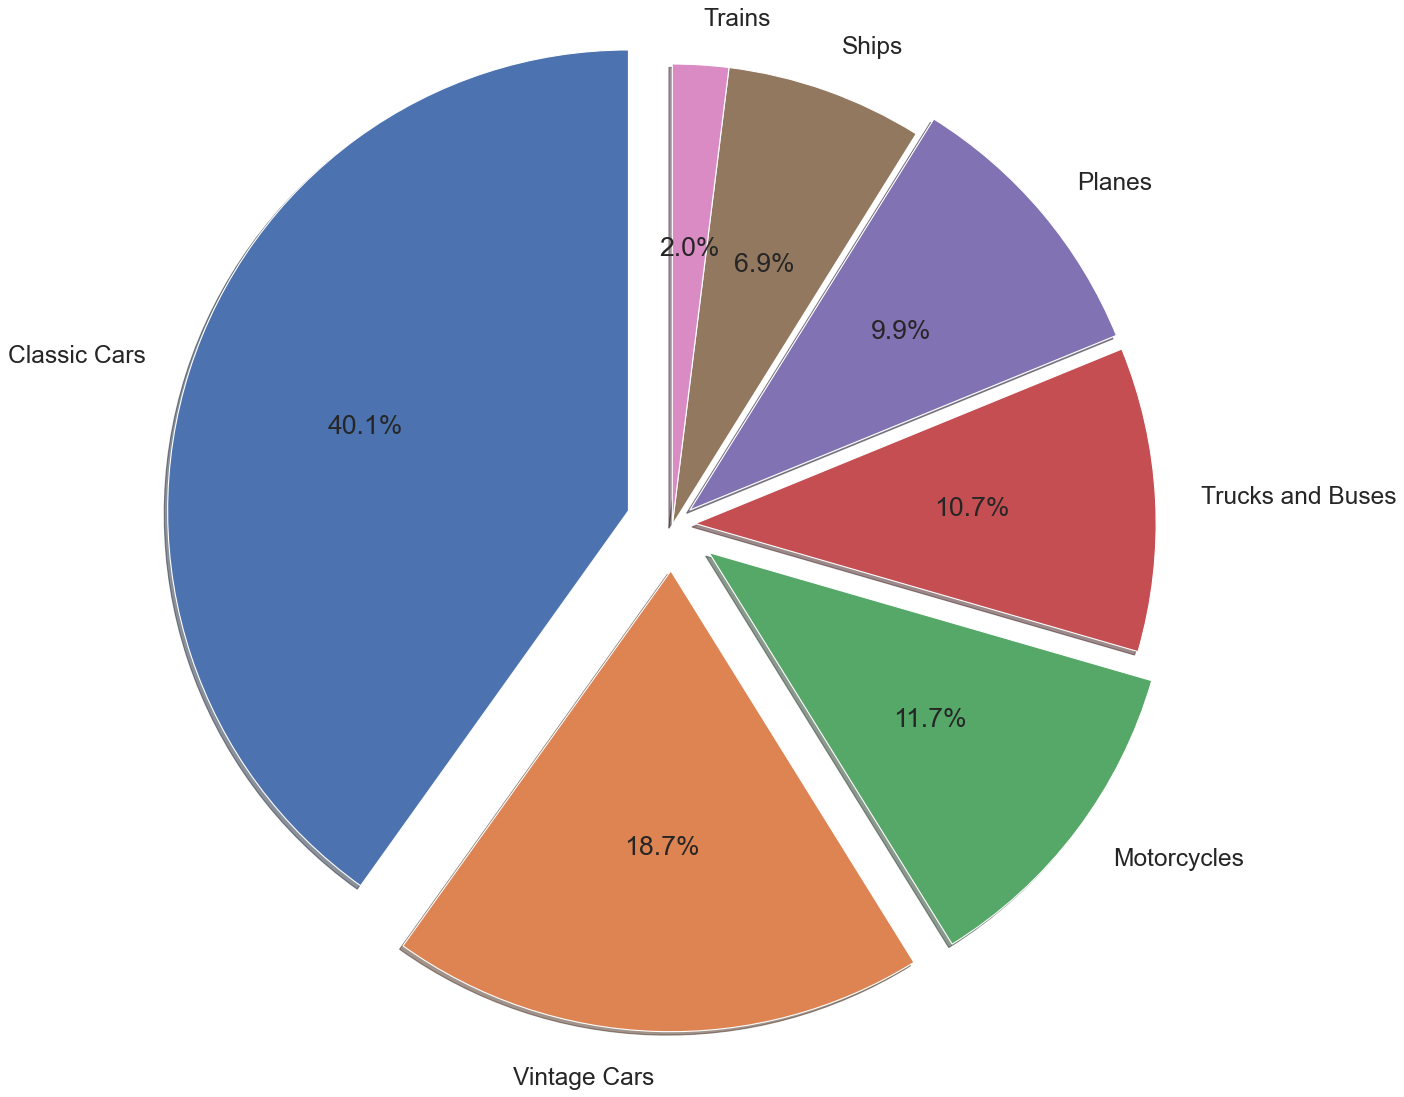 Trains
Ships
Planes
2.0%
6.9%
9.9%
Classic Cars
40.1%
Trucks and Buses
10.7%
11.7%
18.7%
Motorcycles
Vintage Cars